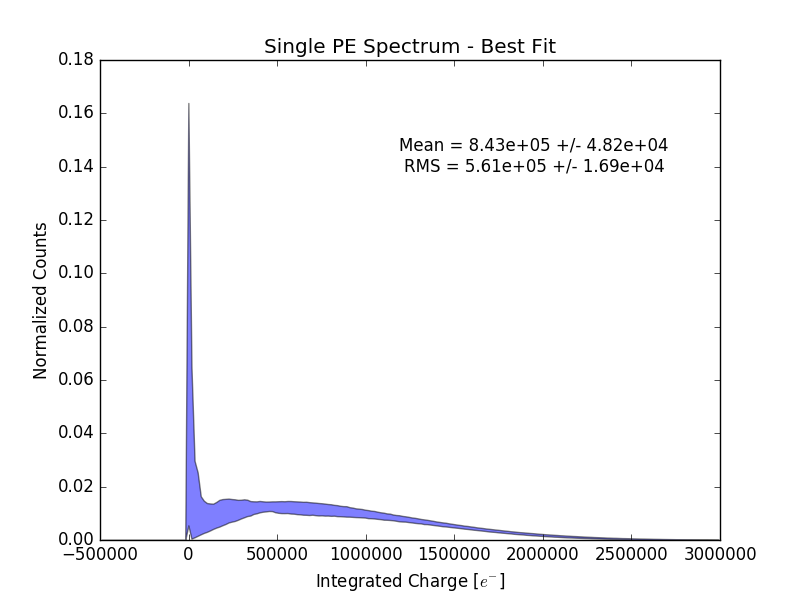 Single PE Spectrum - Best Fit
0.18
0.16
Mean = 8.43e+05 +/- 4.82e+04
RMS = 5.61e+05 +/- 1.69e+04
0.14
0.12
0.10
Normalized Counts
0.08
0.06
0.04
0.02
0.00
−500000 0 500000 1000000 1500000 2000000 2500000 3000000
Integrated Charge [e⁻]